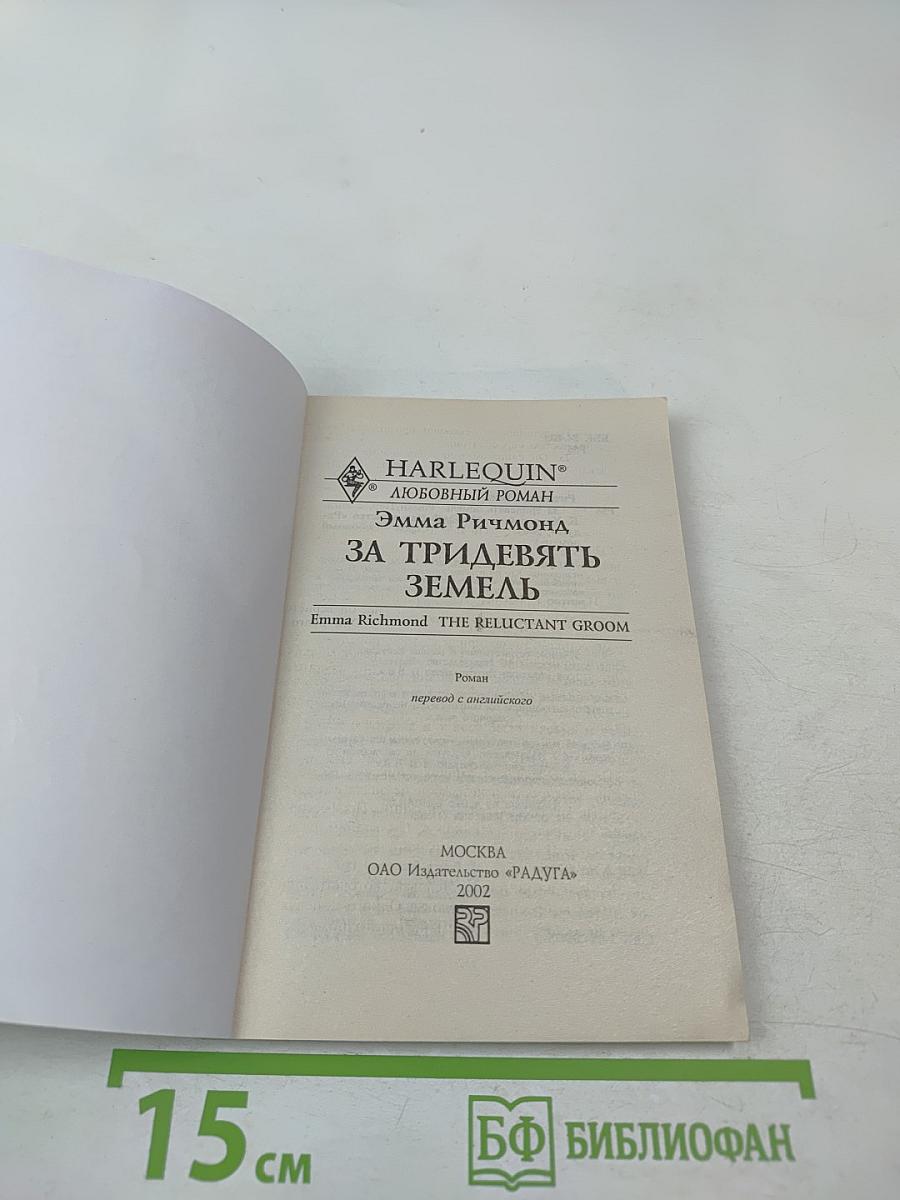 HARLEQUIN®
®
ЛЮБОВНЫЙ РОМАН
Эмма Ричмонд
ЗА ТРИДЕВЯТЬ
ЗЕМЕЛЬ
Emma Richmond THE RELUCTANT GROOM
Роман
перевод с английского
МОСКВА
ОАО Издательство «РАДУГА»
2002
15 см
БФ БИБЛИОФАН